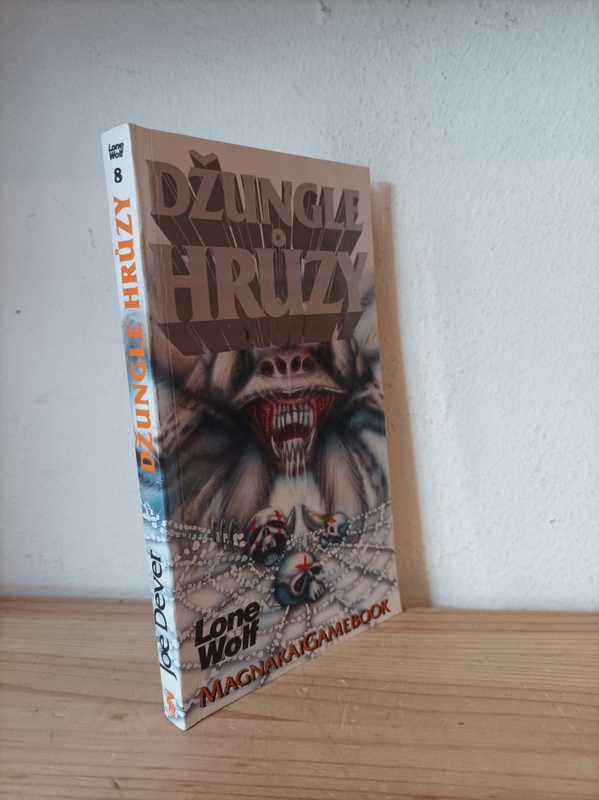 Lone
Wolf
8
DŽUNGLE HRŮZY
Joe Dever
DŽUNGLE
HRŮZY
Lone
Wolf
MAGNAKAI GAMEBOOK